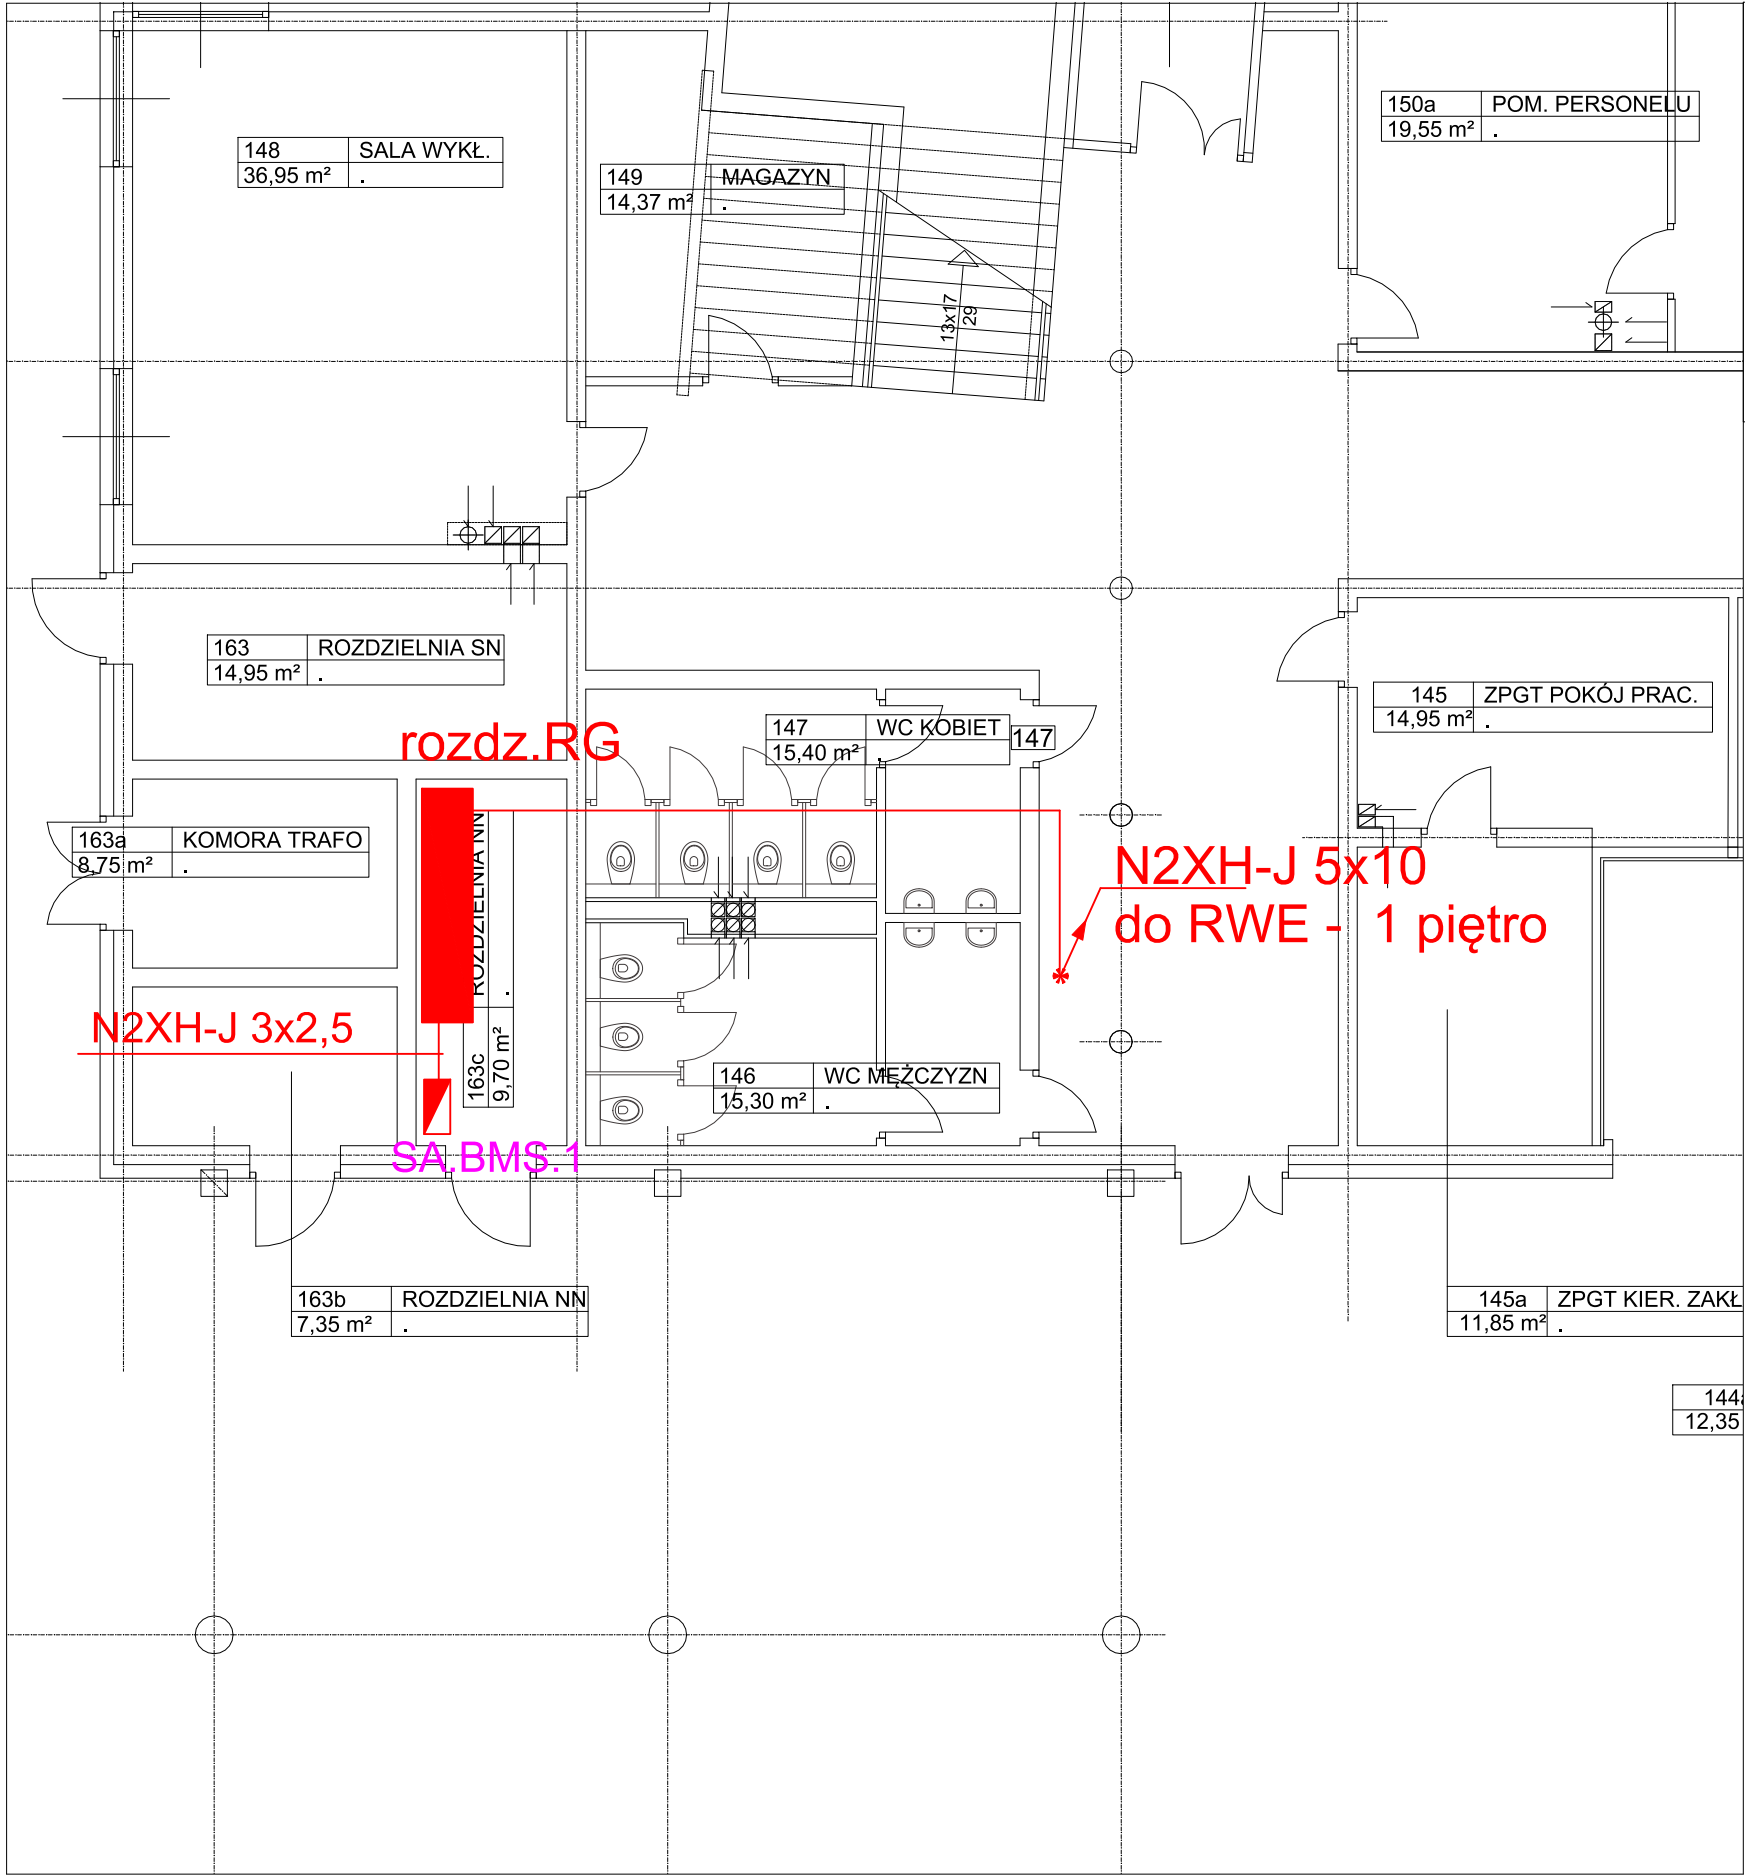 150a POM. PERSONELU
19,55 m² .
148 SALA WYKŁ.
36,95 m² .
149 MAGAZYN
14,37 m² .
13x17
29
163 ROZDZIELNIA SN
14,95 m² .
145 ZPGT POKÓJ PRAC.
14,95 m² .
rozdz.RG
147 WC KOBIET
15,40 m² .
147
163a KOMORA TRAFO
8,75 m² .
163c ROZDZIELNIA NN
9,70 m² .
N2XH-J 5x10
do RWE - 1 piętro
N2XH-J 3x2,5
146 WC MĘŻCZYZN
15,30 m² .
SA.BMS.1
163b ROZDZIELNIA NN
7,35 m² .
145a ZPGT KIER. ZAKŁ
11,85 m² .
144a
12,35